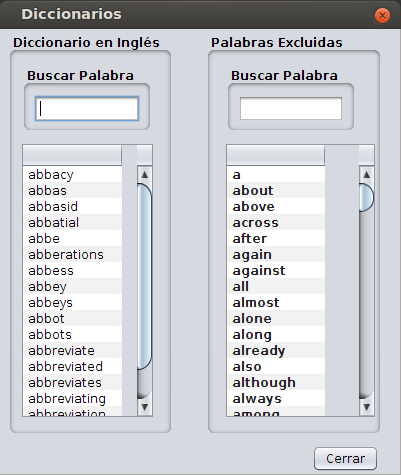 Diccionarios
Diccionario en Inglés
Buscar Palabra
abbacy
abbas
abbasid
abbatial
abbe
abberations
abbess
abbey
abbeys
abbot
abbots
abbreviate
abbreviated
abbreviates
abbreviating
abbreviation
Palabras Excluidas
Buscar Palabra
a
about
above
across
after
again
against
all
almost
alone
along
already
also
although
always
among
Cerrar